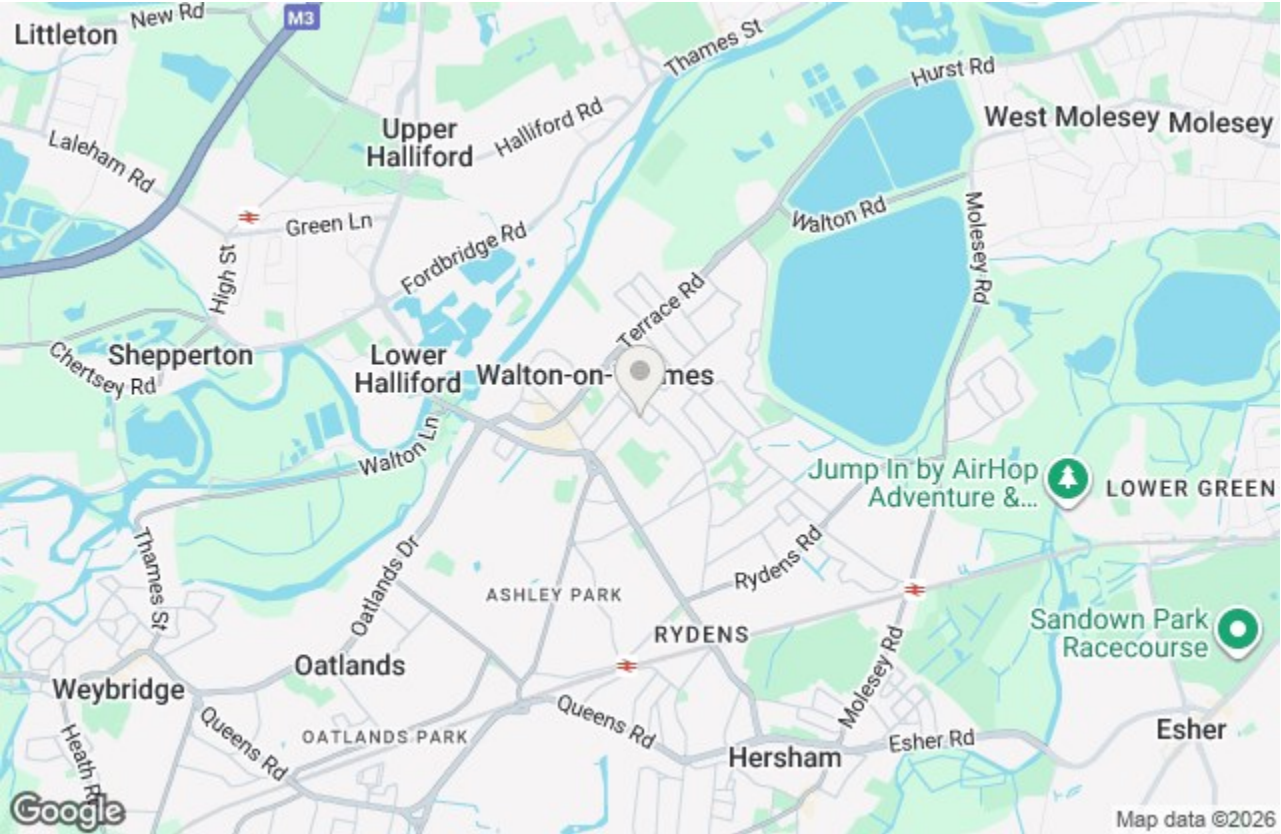 New Rd
M3
Littleton
Thames St
Hurst Rd
Upper
Halliford
Halliford Rd
West Molesey
Molesey
Laleham Rd
Green Ln
Walton Rd
Molesey Rd
High St
Fordbridge Rd
Terrace Rd
Shepperton
Chertsey Rd
Lower
Halliford
Walton-on-
mes
Walton Ln
Jump In by AirHop
Adventure &...
LOWER GREEN
Thames St
Oatlands Dr
Rydens Rd
ASHLEY PARK
RYDENS
Sandown Park
Racecourse
Oatlands
Weybridge
Molesey Rd
Queens Rd
Queens Rd
OATLANDS PARK
Heath Rd
Hersham
Esher Rd
Esher
Google
Map data ©2026